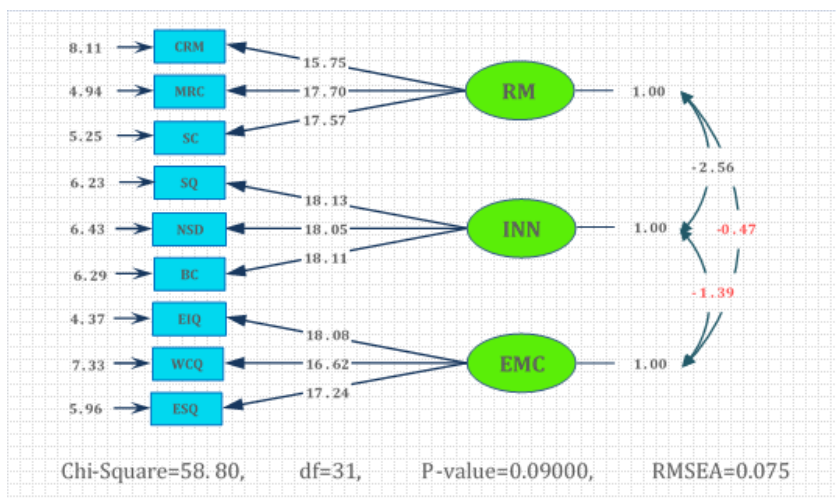 8.11 CRM
15.75
4.94 MRC 17.70 RM 1.00
17.57
5.25 SC
-2.56
6.23 SQ
18.13
6.43 NSD 18.05 INN 1.00 -0.47
18.11
6.29 BC
-1.39
4.37 EIQ
18.08
7.33 WCQ 16.62 EMC 1.00
17.24
5.96 ESQ
Chi-Square=58. 80, df=31, P-value=0.09000, RMSEA=0.075